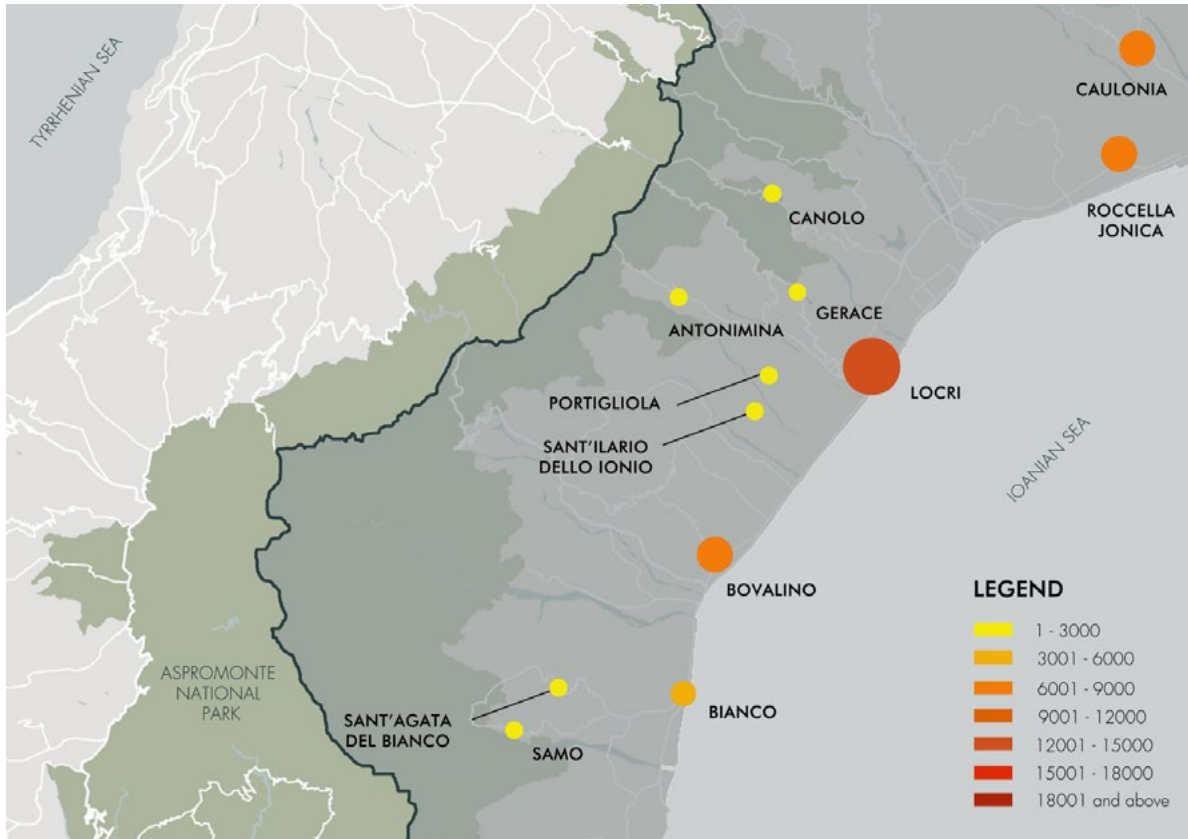 TYRRHENIAN SEA
CAULONIA
ROCCELLA
JONICA
CANOLO
GERACE
ANTONIMINA
LOCRI
PORTIGLIOLA
SANT'ILARIO
DELLO IONIO
IOANIAN SEA
BOVALINO
ASPROMONTE
NATIONAL
PARK
SANT'AGATA
DEL BIANCO
SAMO
BIANCO
LEGEND
1 - 3000
3001 - 6000
6001 - 9000
9001 - 12000
12001 - 15000
15001 - 18000
18001 and above